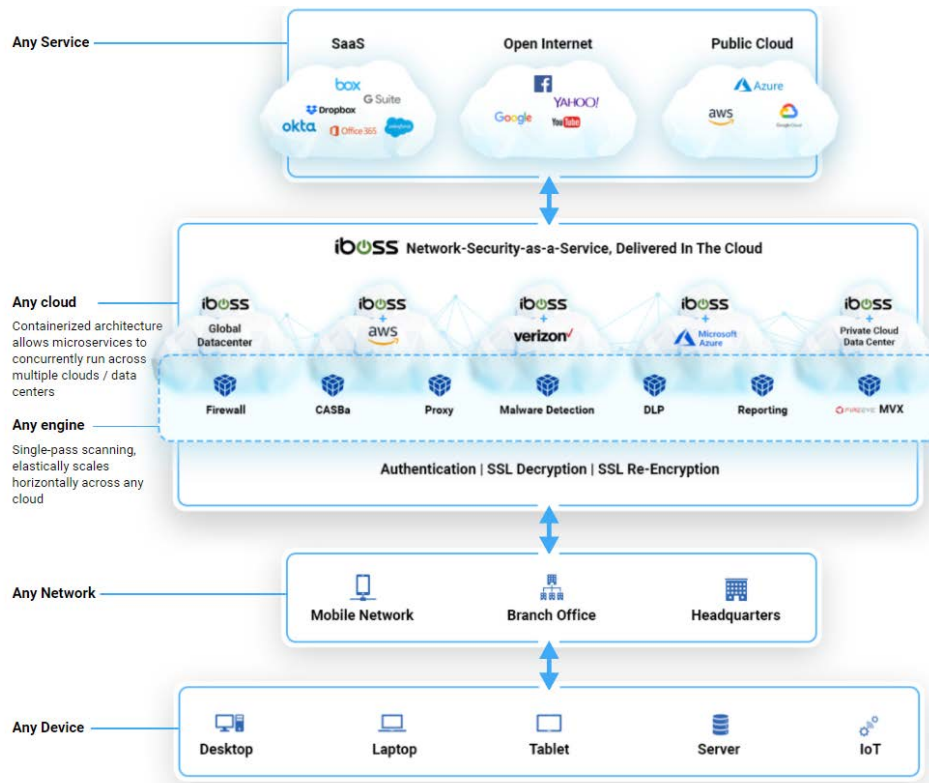 Any Service
SaaS
Open Internet
Public Cloud
box
G Suite
Dropbox
okta
Office 365
salesforce
YAHOO!
Google
YouTube
Azure
aws
Google Cloud
iboss Network-Security-as-a-Service, Delivered In The Cloud
Any cloud
Containerized architecture
allows microservices to
concurrently run across
multiple clouds / data
centers
iboss
+
Global
Datacenter
iboss
+
aws
iboss
+
verizon
iboss
+
Microsoft
Azure
iboss
+
Private Cloud
Data Center
Firewall
CASBa
Proxy
Malware Detection
DLP
Reporting
FIREEYE MVX
Any engine
Single-pass scanning,
elastically scales
horizontally across any
cloud
Authentication | SSL Decryption | SSL Re-Encryption
Any Network
Mobile Network
Branch Office
Headquarters
Any Device
Desktop
Laptop
Tablet
Server
IoT